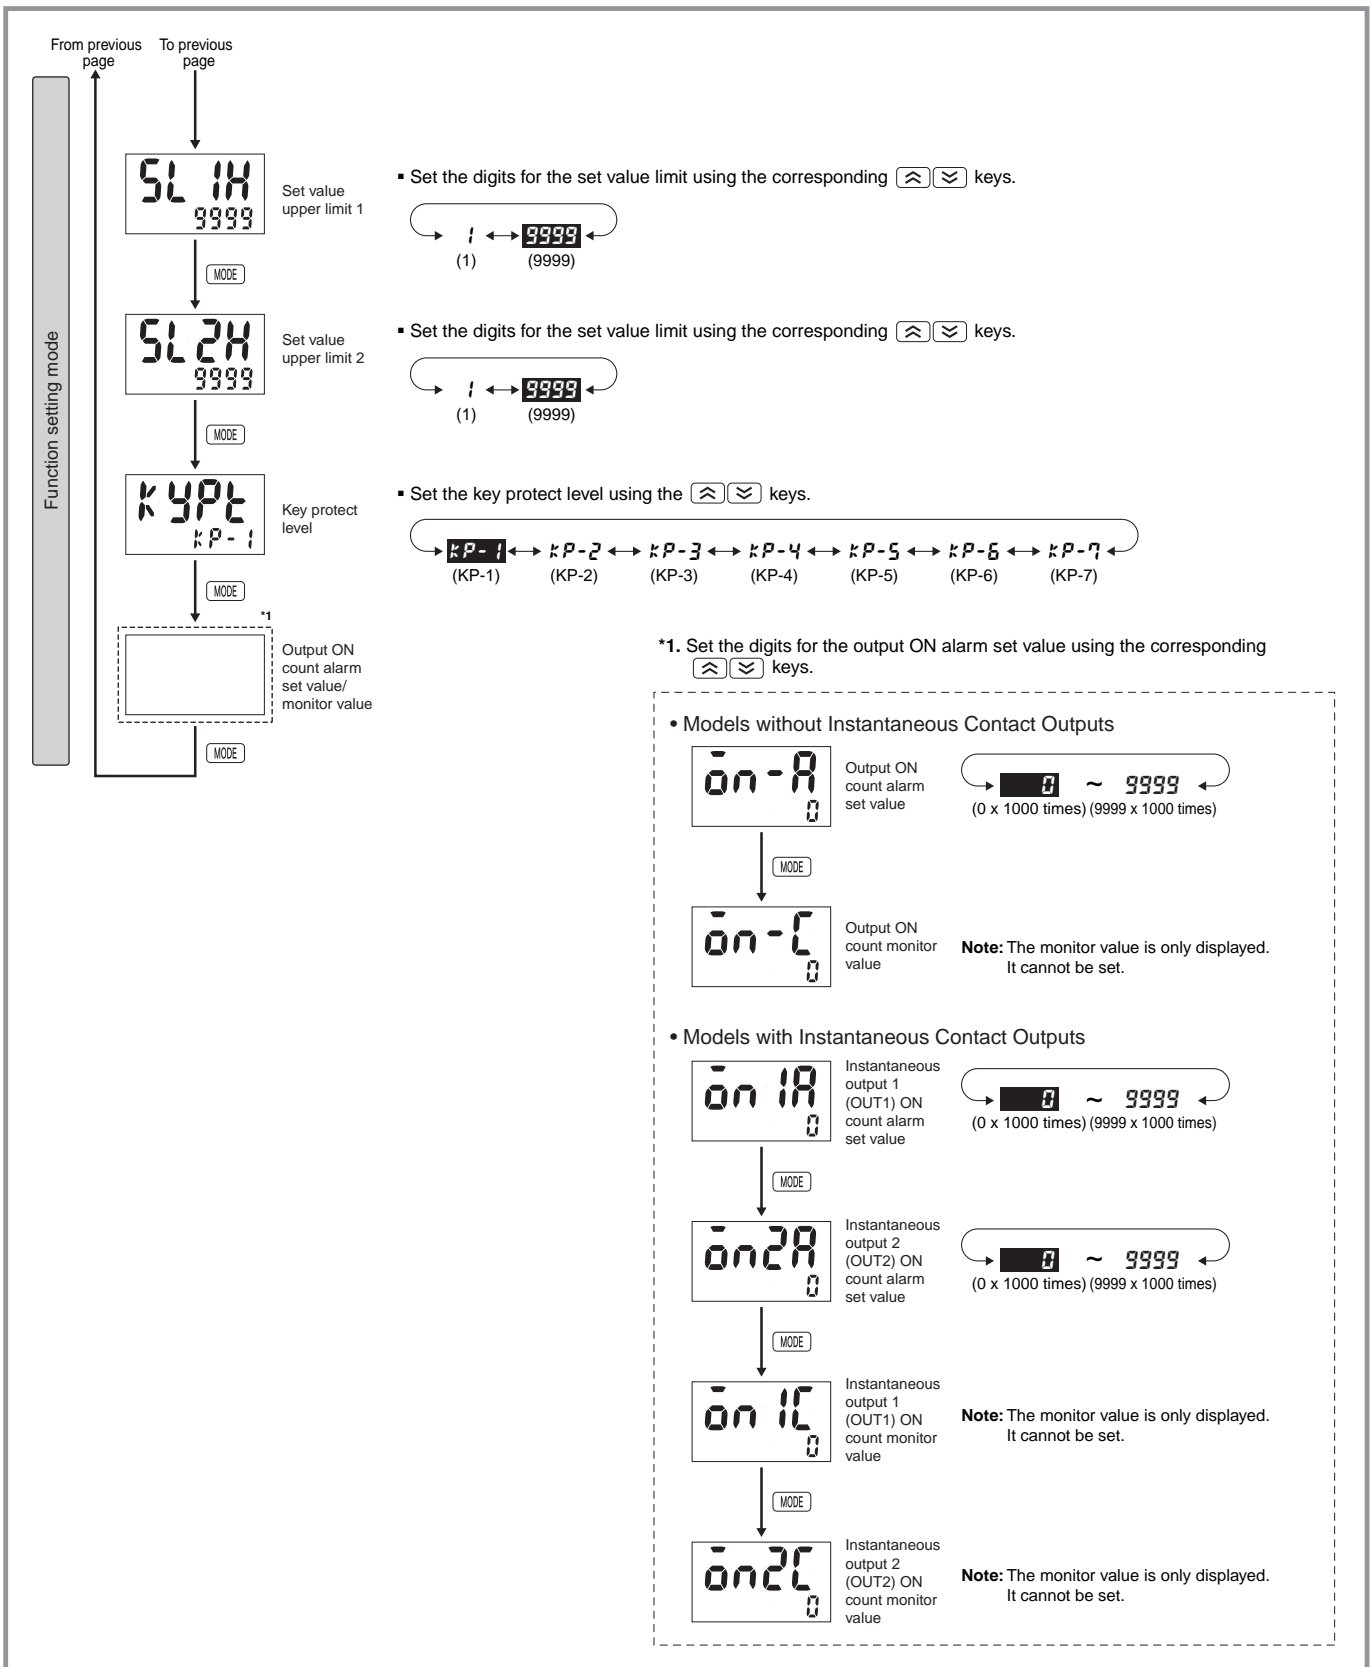 From previous page
To previous page
Function setting mode
SL1H
9999
Set value
upper limit 1
▪ Set the digits for the set value limit using the corresponding keys.
1 9999
(1) (9999)
MODE
SL2H
9999
Set value
upper limit 2
▪ Set the digits for the set value limit using the corresponding keys.
1 9999
(1) (9999)
MODE
KYPt
KP-1
Key protect
level
▪ Set the key protect level using the keys.
KP-1 KP-2 KP-3 KP-4 KP-5 KP-6 KP-7
(KP-1) (KP-2) (KP-3) (KP-4) (KP-5) (KP-6) (KP-7)
MODE
*1
Output ON
count alarm
set value/
monitor value
MODE
*1. Set the digits for the output ON alarm set value using the corresponding
keys.
• Models without Instantaneous Contact Outputs
on-A
0
Output ON
count alarm
set value
0 ~ 9999
(0 x 1000 times) (9999 x 1000 times)
MODE
on-C
0
Output ON
count monitor
value
Note: The monitor value is only displayed.
It cannot be set.
• Models with Instantaneous Contact Outputs
on1A
0
Instantaneous
output 1
(OUT1) ON
count alarm
set value
0 ~ 9999
(0 x 1000 times) (9999 x 1000 times)
MODE
on2A
0
Instantaneous
output 2
(OUT2) ON
count alarm
set value
0 ~ 9999
(0 x 1000 times) (9999 x 1000 times)
MODE
on1C
0
Instantaneous
output 1
(OUT1) ON
count monitor
value
Note: The monitor value is only displayed.
It cannot be set.
MODE
on2C
0
Instantaneous
output 2
(OUT2) ON
count monitor
value
Note: The monitor value is only displayed.
It cannot be set.